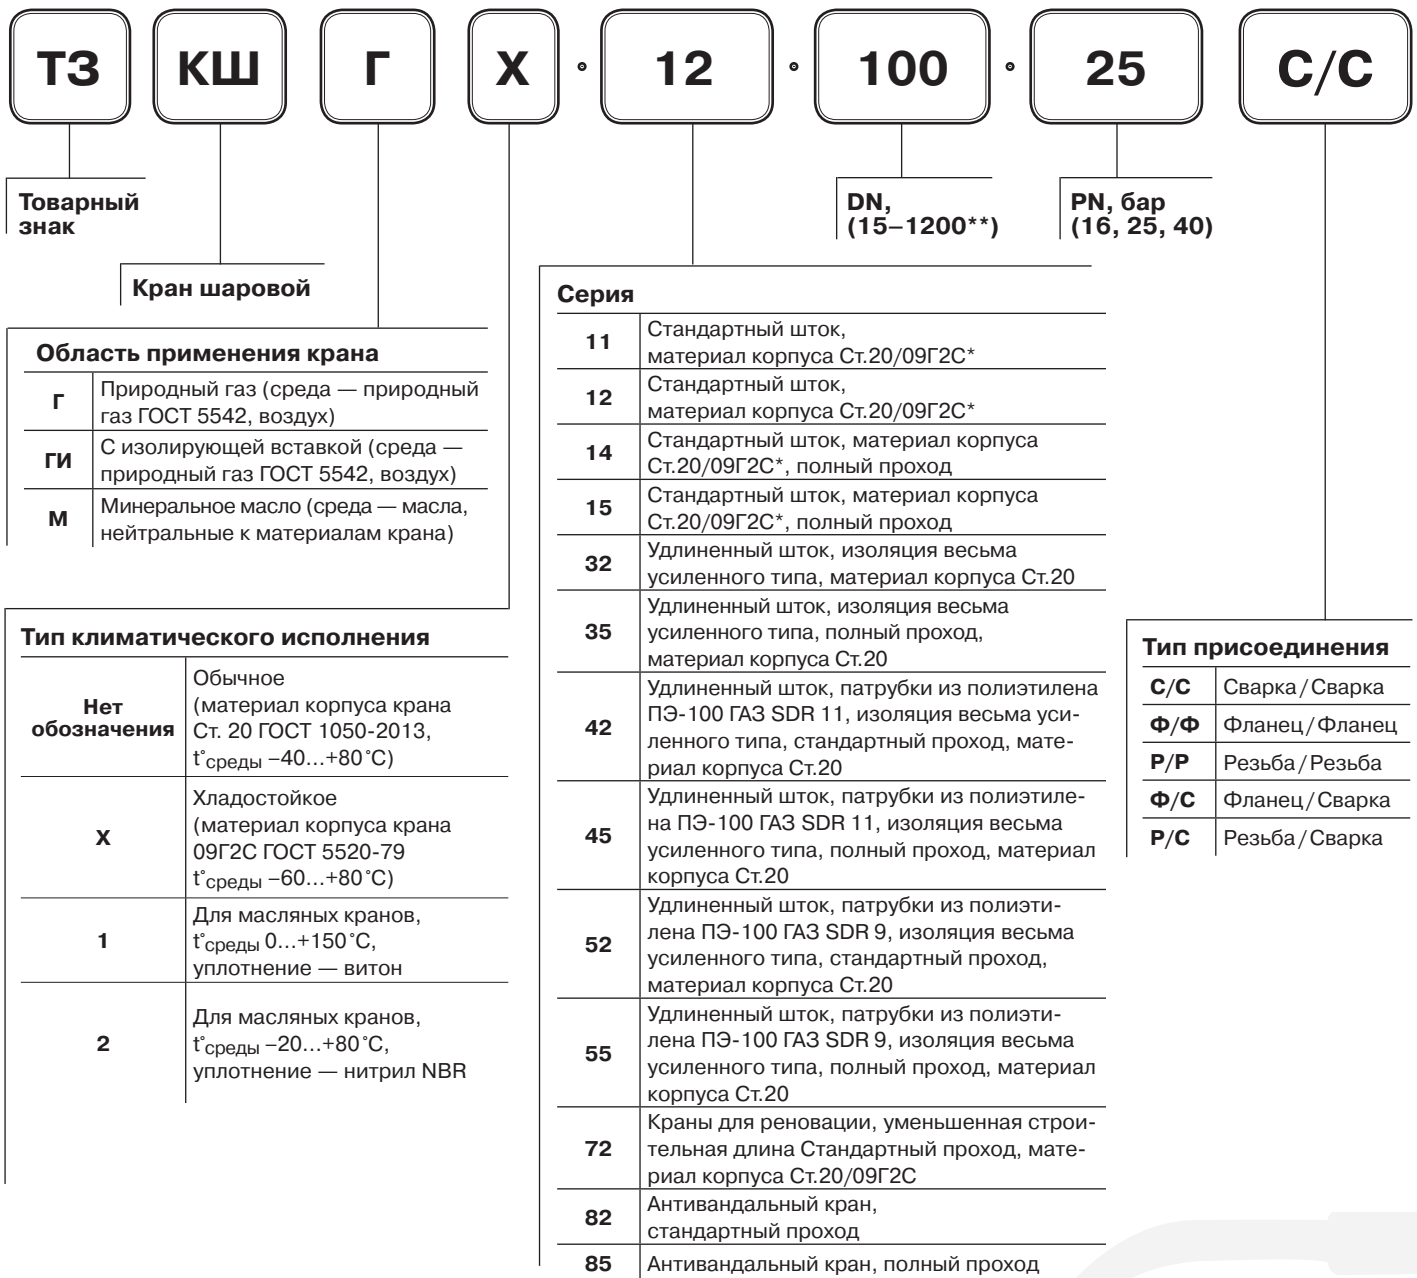 ТЗ КШ Г Х · 12 · 100 · 25 С/С
Товарный
знак
Кран шаровой
DN,
(15–1200**)
PN, бар
(16, 25, 40)
Область применения крана
Г Природный газ (среда — природный
газ ГОСТ 5542, воздух)
ГИ С изолирующей вставкой (среда —
природный газ ГОСТ 5542, воздух)
М Минеральное масло (среда — масла,
нейтральные к материалам крана)
Тип климатического исполнения
Нет
обозначения
Обычное
(материал корпуса крана
Ст. 20 ГОСТ 1050-2013,
t°среды –40...+80°С)
Х
Хладостойкое
(материал корпуса крана
09Г2С ГОСТ 5520-79
t°среды –60...+80°С)
1
Для масляных кранов,
t°среды 0...+150°С,
уплотнение — витон
2
Для масляных кранов,
t°среды –20...+80°С,
уплотнение — нитрил NBR
Серия
11 Стандартный шток,
материал корпуса Ст.20/09Г2С*
12 Стандартный шток,
материал корпуса Ст.20/09Г2С*
14 Стандартный шток, материал корпуса
Ст.20/09Г2С*, полный проход
15 Стандартный шток, материал корпуса
Ст.20/09Г2С*, полный проход
32 Удлиненный шток, изоляция весьма
усиленного типа, материал корпуса Ст.20
35 Удлиненный шток, изоляция весьма
усиленного типа, полный проход,
материал корпуса Ст.20
42 Удлиненный шток, патрубки из полиэтилена
ПЭ-100 ГАЗ SDR 11, изоляция весьма уси-
ленного типа, стандартный проход, мате-
риал корпуса Ст.20
45 Удлиненный шток, патрубки из полиэтиле-
на ПЭ-100 ГАЗ SDR 11, изоляция весьма
усиленного типа, полный проход, материал
корпуса Ст.20
52 Удлиненный шток, патрубки из полиэти-
лена ПЭ-100 ГАЗ SDR 9, изоляция весьма
усиленного типа, стандартный проход,
материал корпуса Ст.20
55 Удлиненный шток, патрубки из полиэти-
лена ПЭ-100 ГАЗ SDR 9, изоляция весьма
усиленного типа, полный проход, материал
корпуса Ст.20
72 Краны для реновации, уменьшенная строи-
тельная длина Стандартный проход, мате-
риал корпуса Ст.20/09Г2С
82 Антивандальный кран,
стандартный проход
85 Антивандальный кран, полный проход
Тип присоединения
С/С Сварка/Сварка
Ф/Ф Фланец/Фланец
Р/Р Резьба/Резьба
Ф/С Фланец/Сварка
Р/С Резьба/Сварка